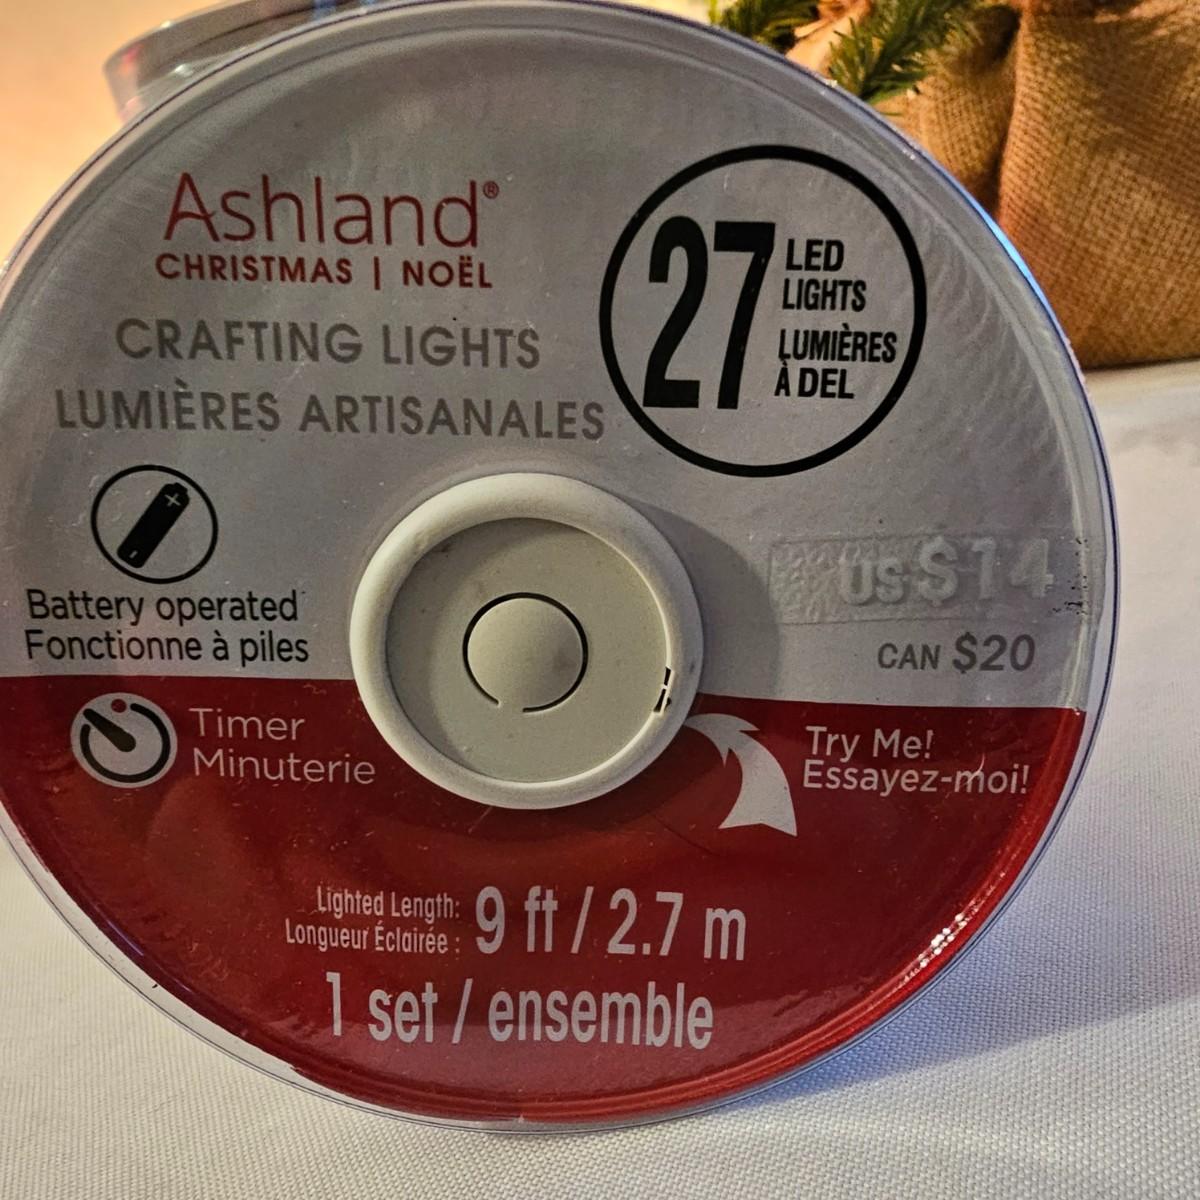 Ashland®
CHRISTMAS | NOËL
CRAFTING LIGHTS
LUMIÈRES ARTISANALES
27
LED
LIGHTS
LUMIÈRES
À DEL
Battery operated
Fonctionne à piles
US $14
CAN $20
Timer
Minuterie
Try Me!
Essayez-moi!
Lighted Length:
Longueur Éclairée :
9 ft / 2.7 m
1 set / ensemble